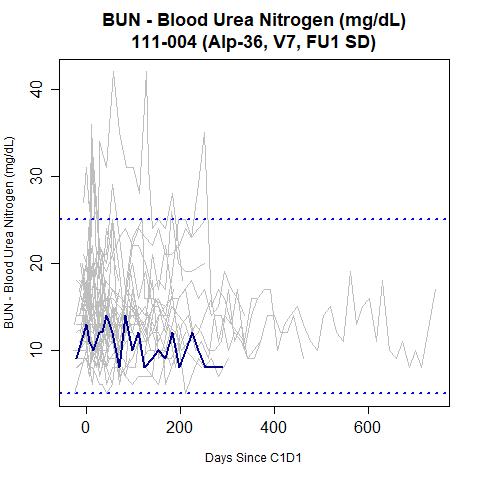 BUN - Blood Urea Nitrogen (mg/dL)
111-004 (Alp-36, V7, FU1 SD)
BUN - Blood Urea Nitrogen (mg/dL)
40
30
20
10
0
200
400
600
Days Since C1D1